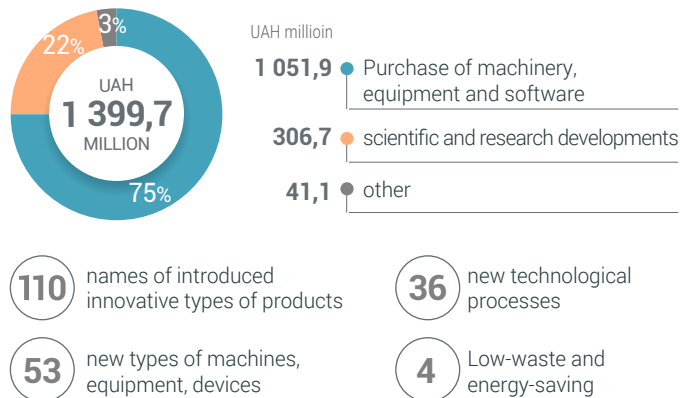 3%
22%
UAH
1 399,7
MILLION
75%
UAH millioin
1 051,9 Purchase of machinery,
equipment and software
306,7 scientific and research developments
41,1 other
110 names of introduced
innovative types of products
36 new technological
processes
53 new types of machines,
equipment, devices
4 Low-waste and
energy-saving